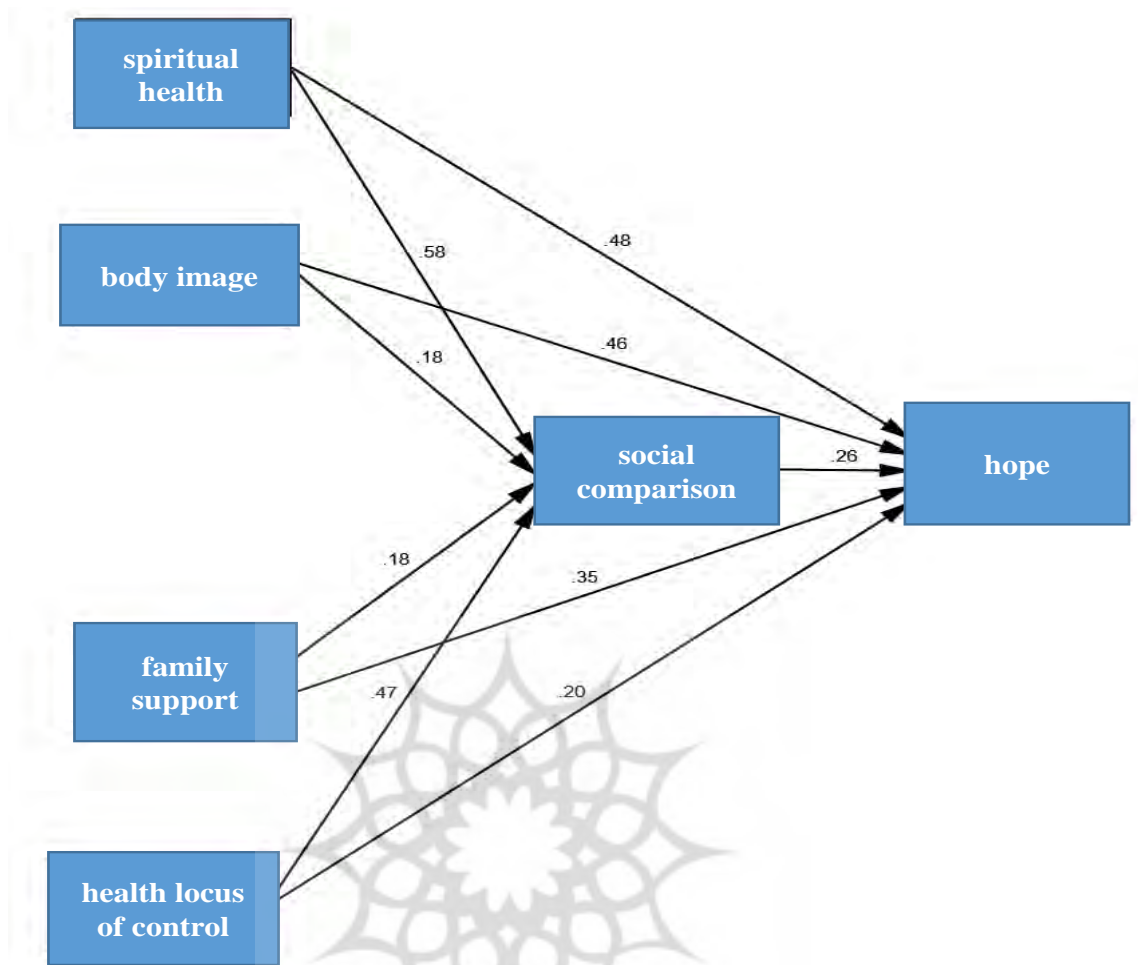 spiritual
health
.48
.58
body image
.46
.18
social
comparison
.26
hope
.18
.35
family
support
.47
.20
health locus
of control